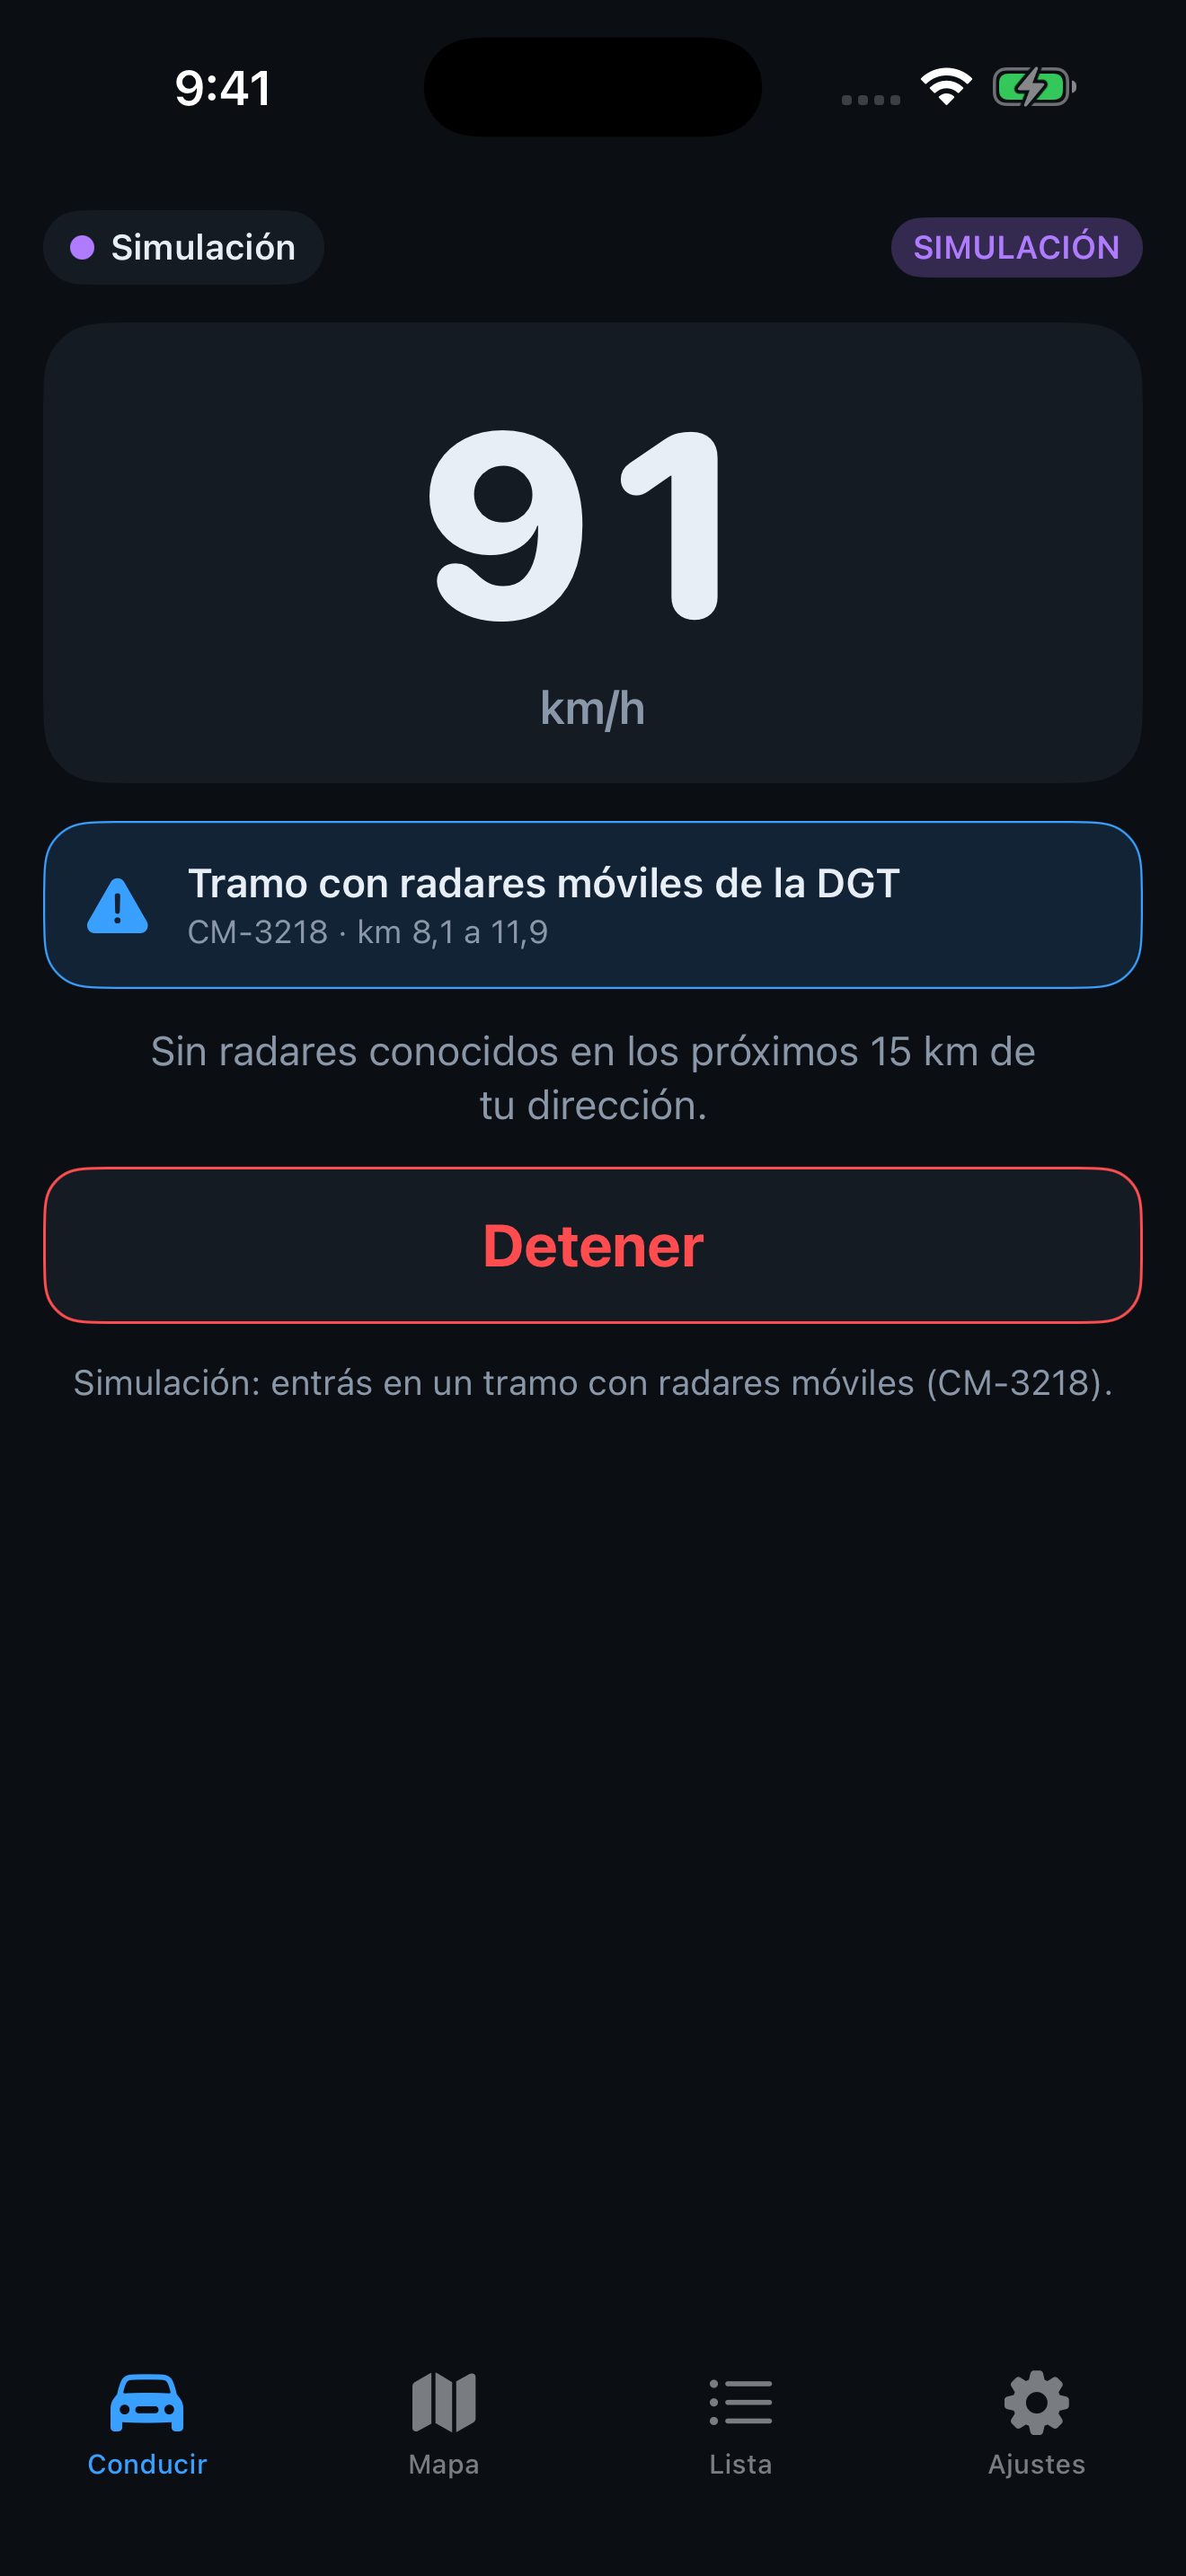 9:41
Simulación
SIMULACIÓN
91
km/h
Tramo con radares móviles de la DGT
CM-3218 · km 8,1 a 11,9
Sin radares conocidos en los próximos 15 km de
tu dirección.
Detener
Simulación: entrás en un tramo con radares móviles (CM-3218).
Conducir
Mapa
Lista
Ajustes